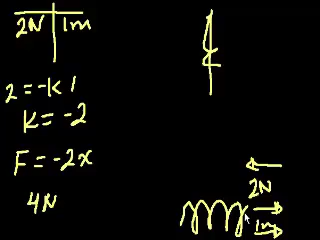 2N 1m
2 = -K 1
K = -2
F = -2x
4N
2N
1m